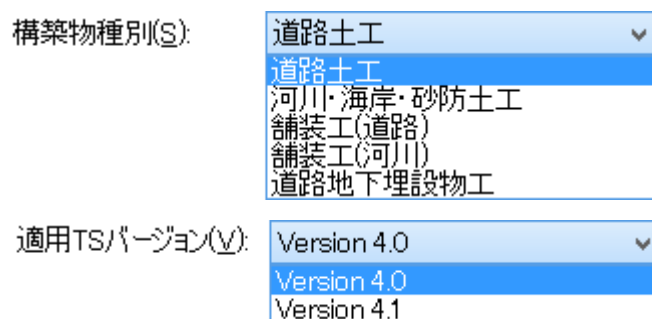 構築物種別(S): 道路土工
道路土工
河川・海岸・砂防土工
舗装工(道路)
舗装工(河川)
道路地下埋設物工
適用TSバージョン(V): Version 4.0
Version 4.0
Version 4.1